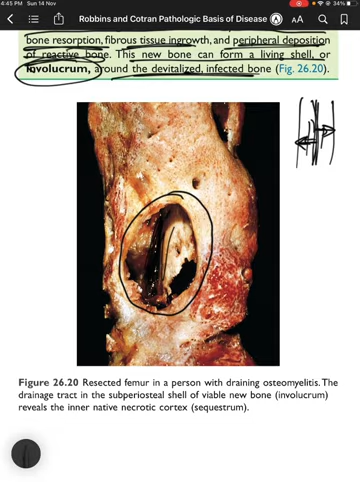 4:45 PM Sun 14 Nov
34%
Robbins and Cotran Pathologic Basis of Disease
AA
bone resorption, fibrous tissue ingrowth, and peripheral deposition
of reactive bone. This new bone can form a living shell, or
involucrum, around the devitalized, infected bone (Fig. 26.20).
Figure 26.20 Resected femur in a person with draining osteomyelitis. The
drainage tract in the subperiosteal shell of viable new bone (involucrum)
reveals the inner native necrotic cortex (sequestrum).